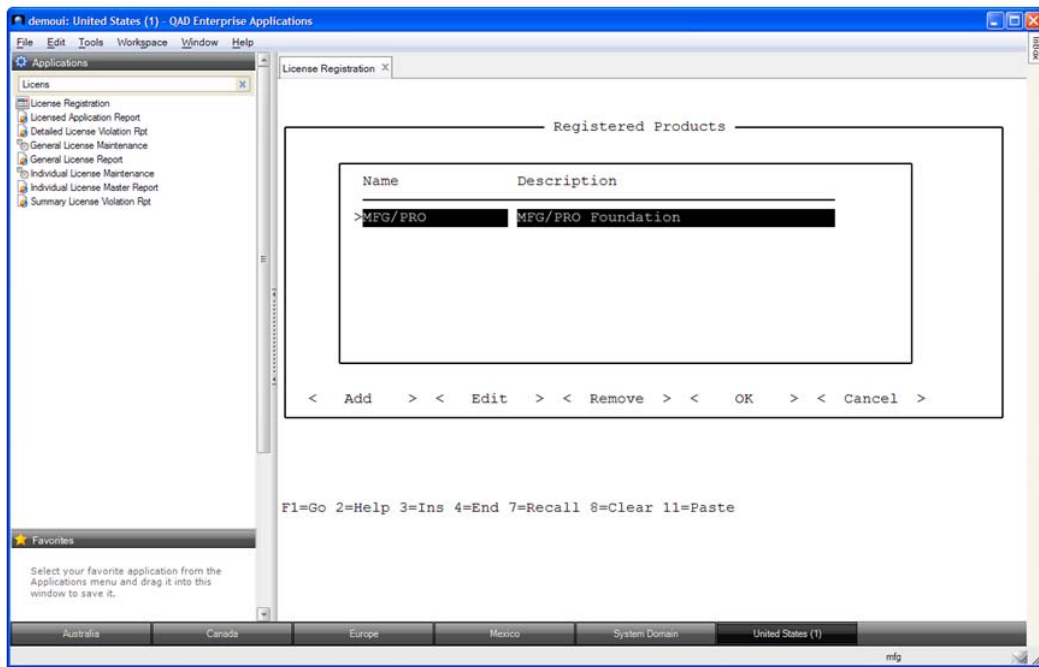 demoui: United States (1) - QAD Enterprise Applications
File Edit Tools Workspace Window Help
Applications
Licens
License Registration
Licensed Application Report
Detailed License Violation Rpt
General License Maintenance
General License Report
Individual License Maintenance
Individual License Master Report
Summary License Violation Rpt
License Registration
InBox
Registered Products
Name Description
>MFG/PRO MFG/PRO Foundation
< Add > < Edit > < Remove > < OK > < Cancel >
F1=Go 2=Help 3=Ins 4=End 7=Recall 8=Clear 11=Paste
Favorites
Select your favorite application from the
Applications menu and drag it into this
window to save it.
Australia Canada Europe Mexico System Domain United States (1)
mfg